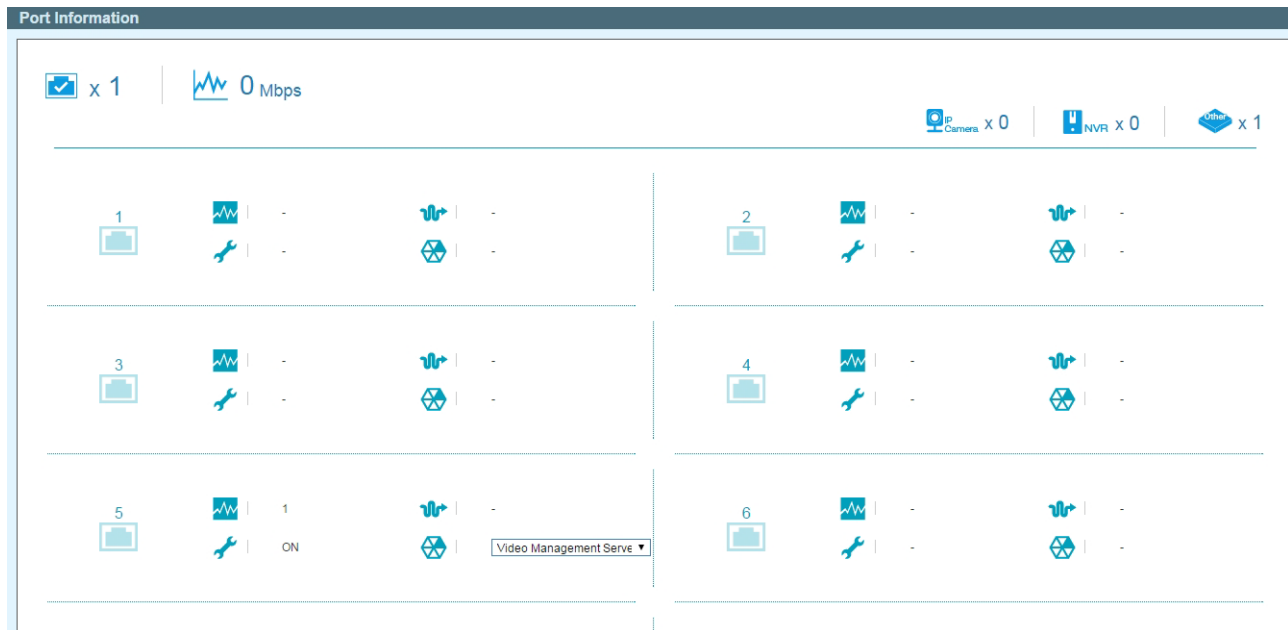 Port Information
x 1 0 Mbps
IP Camera x 0 NVR x 0 Other x 1
1 - -
- -
2 - -
- -
3 - -
- -
4 - -
- -
5 1 -
ON Video Management Serve
6 - -
- -